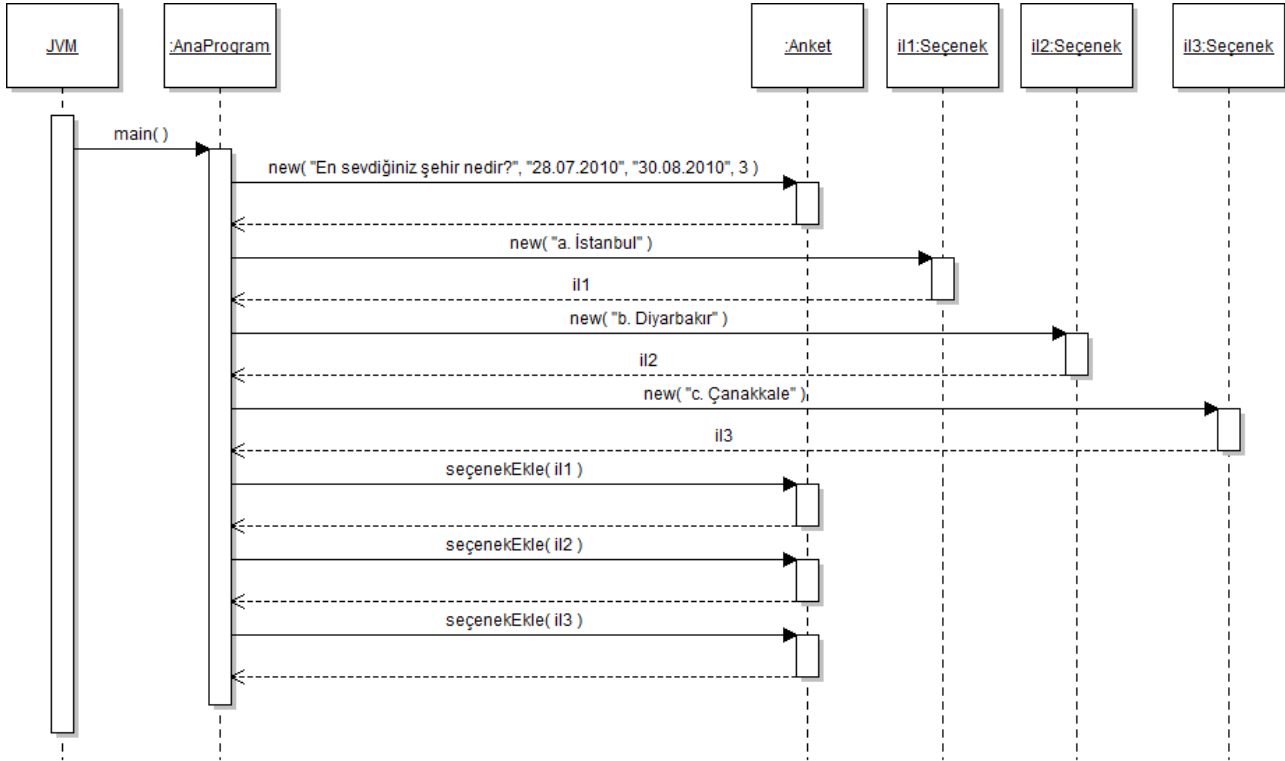 JVM
:AnaProgram
:Anket
il1:Seçenek
il2:Seçenek
il3:Seçenek
main( )
new( "En sevdiğiniz şehir nedir?", "28.07.2010", "30.08.2010", 3 )
new( "a. İstanbul" )
il1
new( "b. Diyarbakır" )
il2
new( "c. Çanakkale" )
il3
seçenekEkle( il1 )
seçenekEkle( il2 )
seçenekEkle( il3 )